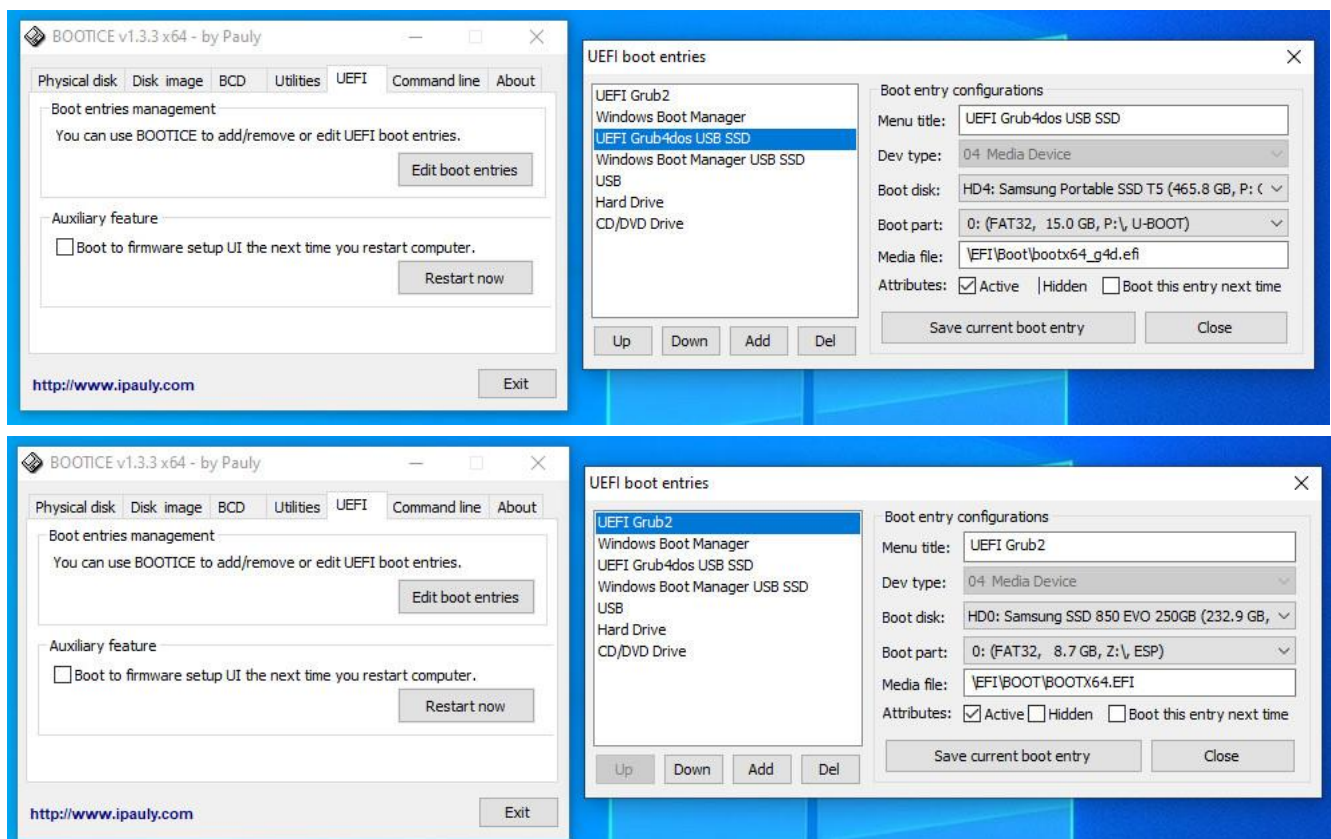 BOOTICE v1.3.3 x64 - by Pauly
Physical disk Disk image BCD Utilities UEFI Command line About
Boot entries management
You can use BOOTICE to add/remove or edit UEFI boot entries.
Edit boot entries
Auxiliary feature
Boot to firmware setup UI the next time you restart computer.
Restart now
http://www.ipauly.com
Exit
UEFI boot entries
UEFI Grub2
Windows Boot Manager
UEFI Grub4dos USB SSD
Windows Boot Manager USB SSD
USB
Hard Drive
CD/DVD Drive
Up Down Add Del
Boot entry configurations
Menu title: UEFI Grub4dos USB SSD
Dev type: 04 Media Device
Boot disk: HD4: Samsung Portable SSD T5 (465.8 GB, P: (
Boot part: 0: (FAT32, 15.0 GB, P:\, U-BOOT)
Media file: \EFI\Boot\bootx64_g4d.efi
Attributes: Active Hidden Boot this entry next time
Save current boot entry Close
BOOTICE v1.3.3 x64 - by Pauly
Physical disk Disk image BCD Utilities UEFI Command line About
Boot entries management
You can use BOOTICE to add/remove or edit UEFI boot entries.
Edit boot entries
Auxiliary feature
Boot to firmware setup UI the next time you restart computer.
Restart now
http://www.ipauly.com
Exit
UEFI boot entries
UEFI Grub2
Windows Boot Manager
UEFI Grub4dos USB SSD
Windows Boot Manager USB SSD
USB
Hard Drive
CD/DVD Drive
Up Down Add Del
Boot entry configurations
Menu title: UEFI Grub2
Dev type: 04 Media Device
Boot disk: HD0: Samsung SSD 850 EVO 250GB (232.9 GB,
Boot part: 0: (FAT32, 8.7 GB, Z:\, ESP)
Media file: \EFI\BOOT\BOOTX64.EFI
Attributes: Active Hidden Boot this entry next time
Save current boot entry Close